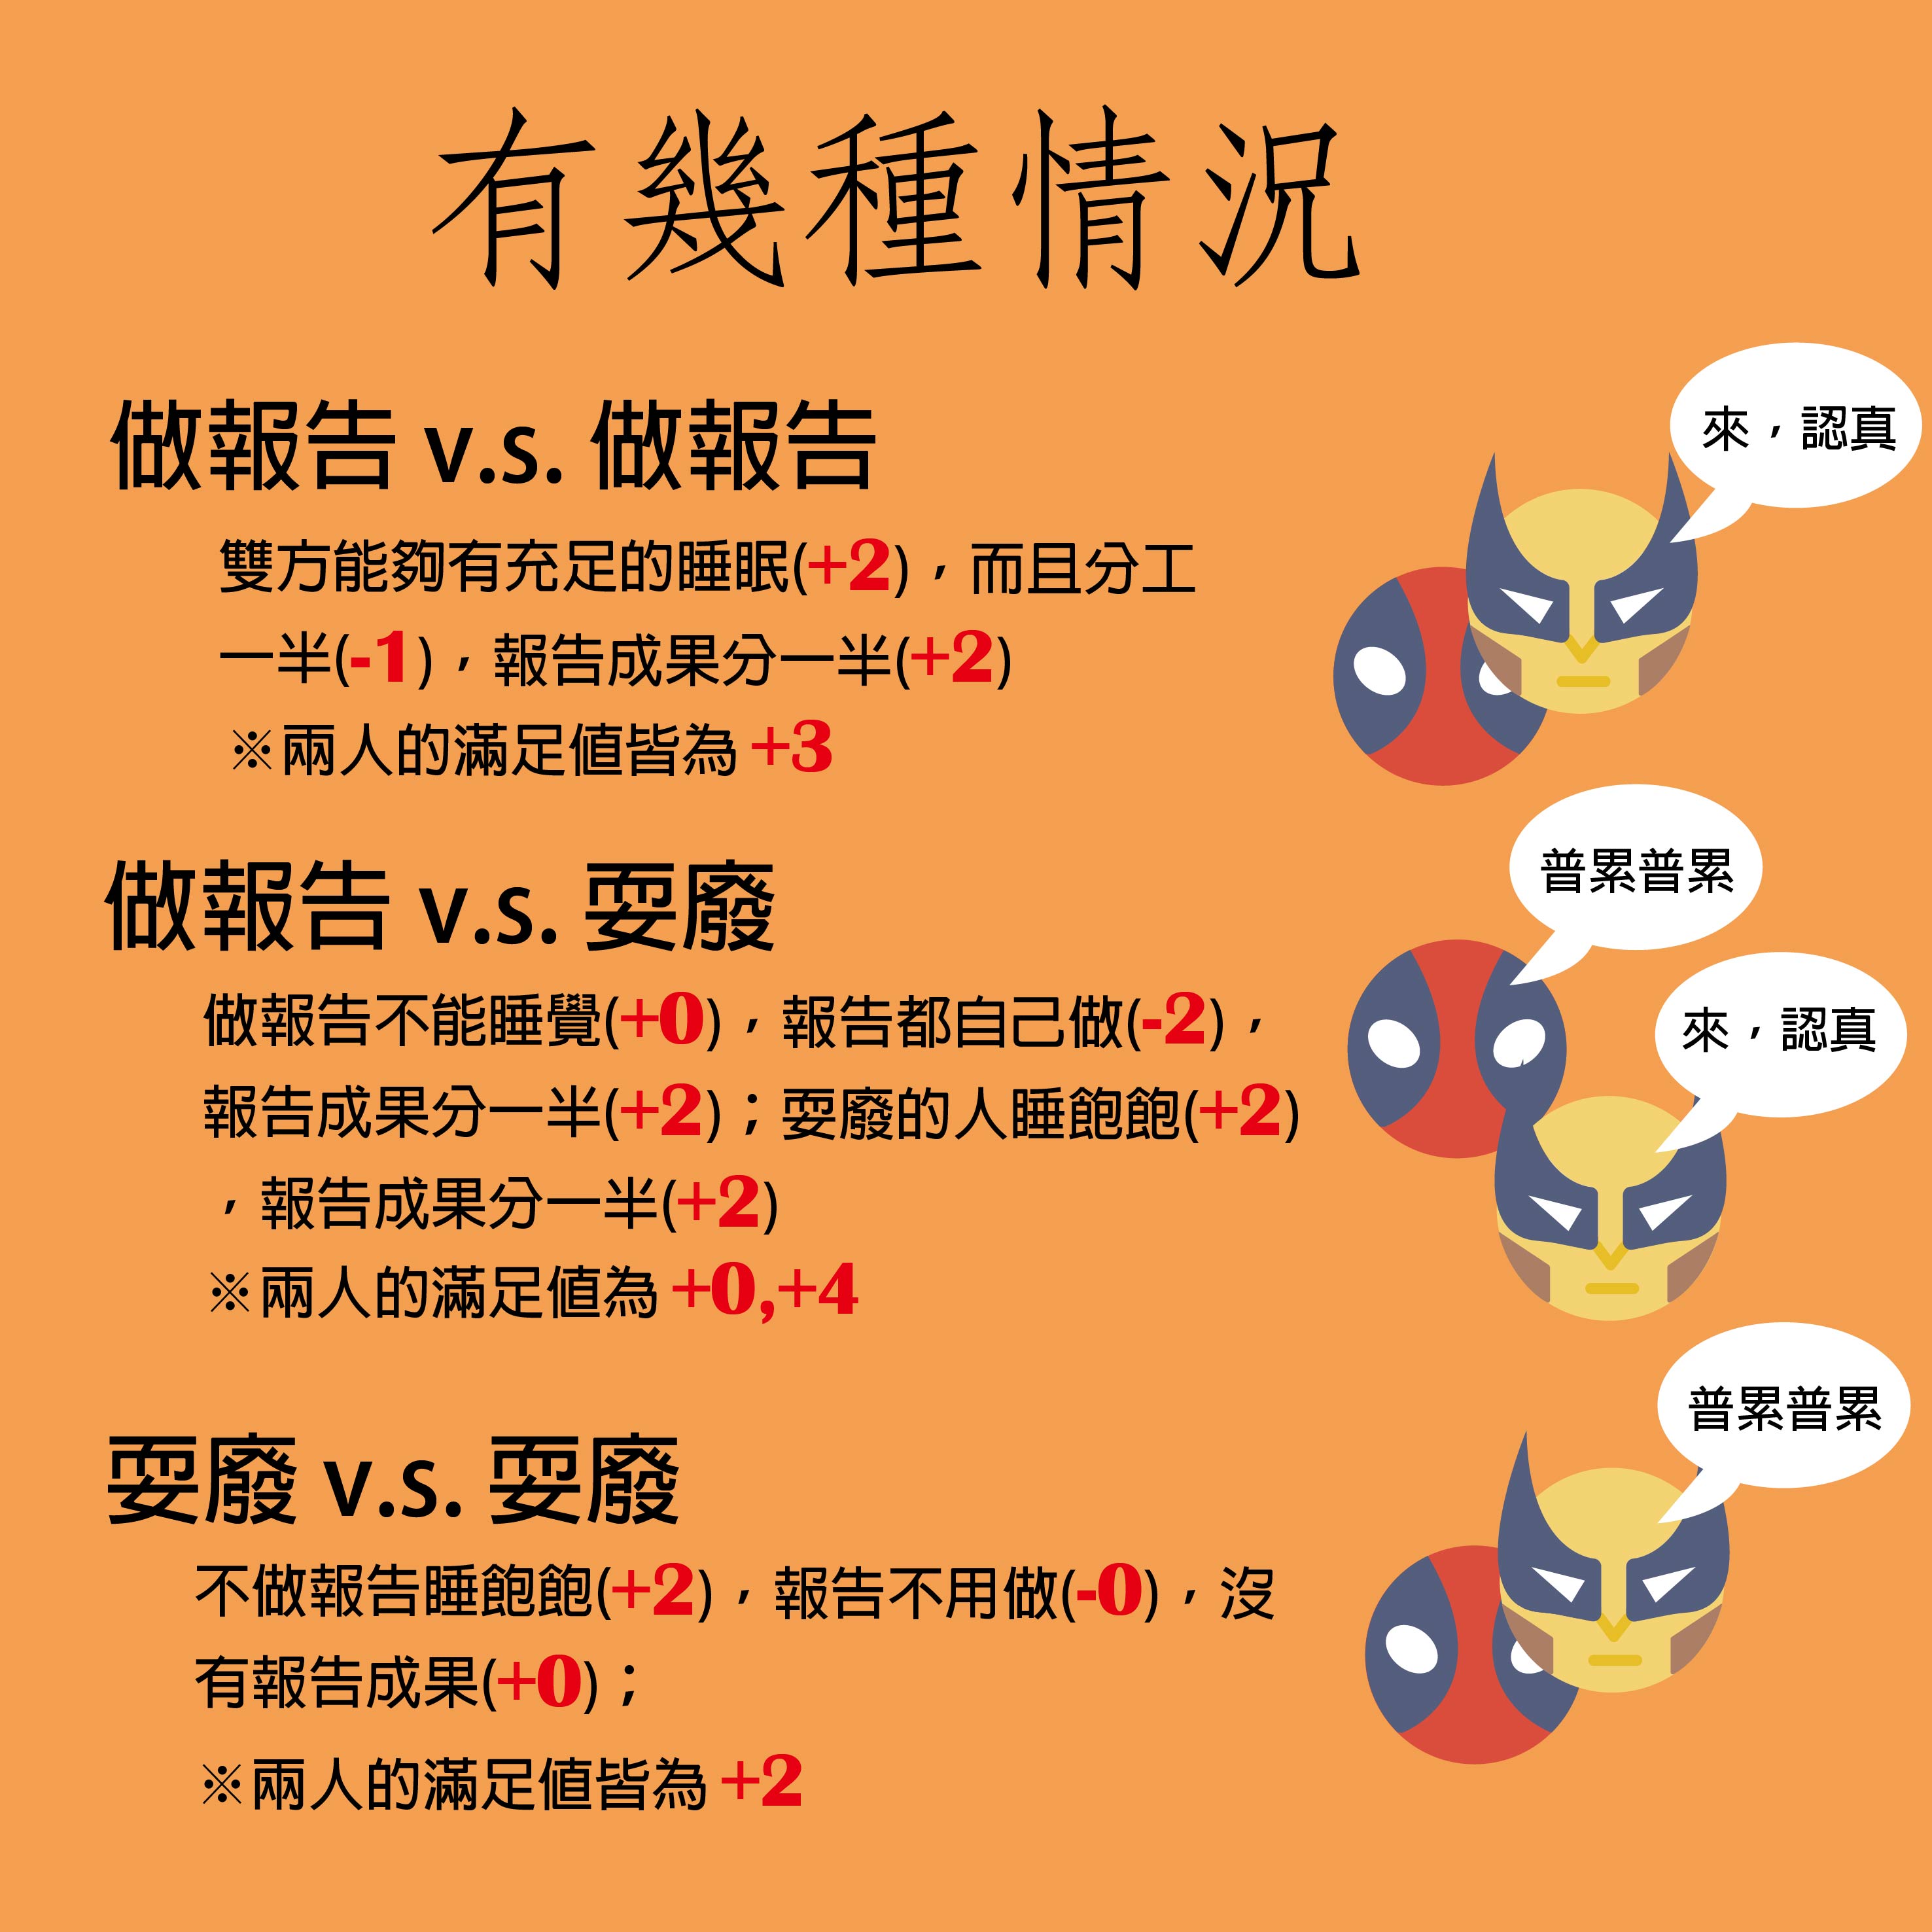 有幾種情況
來，認真
做報告 v.s. 做報告
雙方能夠有充足的睡眠(+2)，而且分工
一半(-1)，報告成果分一半(+2)
※兩人的滿足值皆為 +3
普累普累
做報告 v.s. 耍廢
來，認真
做報告不能睡覺(+0)，報告都自己做(-2)，
報告成果分一半(+2)；耍廢的人睡飽飽(+2)
，報告成果分一半(+2)
※兩人的滿足值為 +0,+4
普累普累
耍廢 v.s. 耍廢
不做報告睡飽飽(+2)，報告不用做(-0)，沒
有報告成果(+0)；
※兩人的滿足值皆為 +2